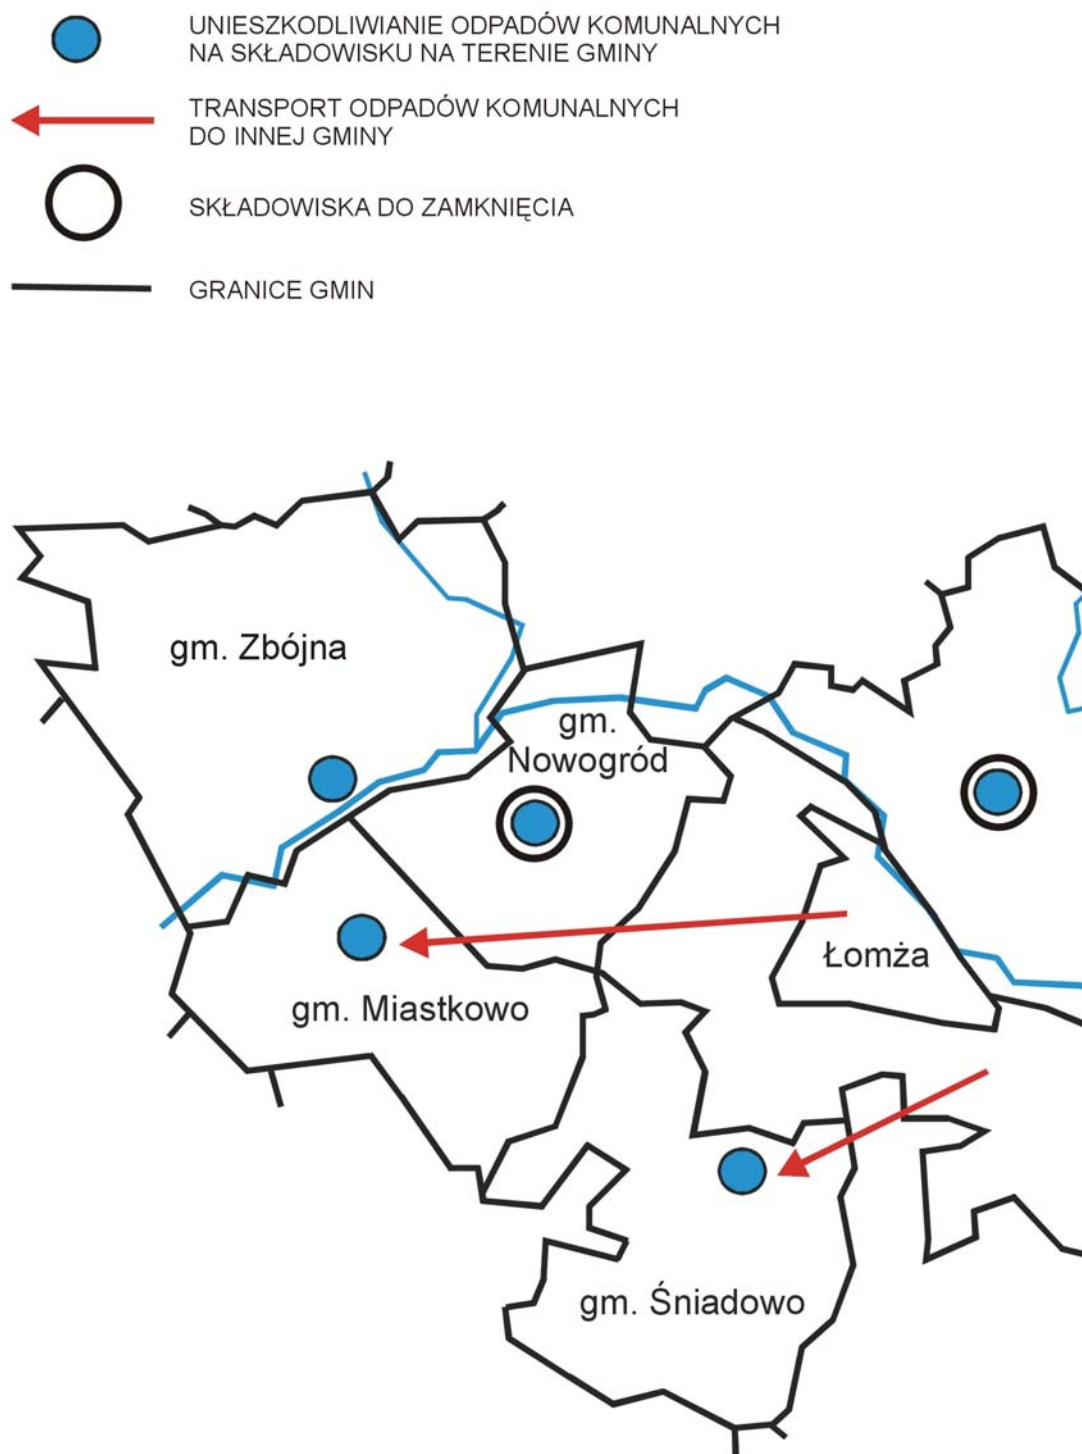 UNIESZKODLIWIANIE ODPADÓW KOMUNALNYCH
NA SKŁADOWISKU NA TERENIE GMINY
TRANSPORT ODPADÓW KOMUNALNYCH
DO INNEJ GMINY
SKŁADOWISKA DO ZAMKNIĘCIA
GRANICE GMIN
gm. Zbójna
gm.
Nowogród
Łomża
gm. Miastkowo
gm. Śniadowo